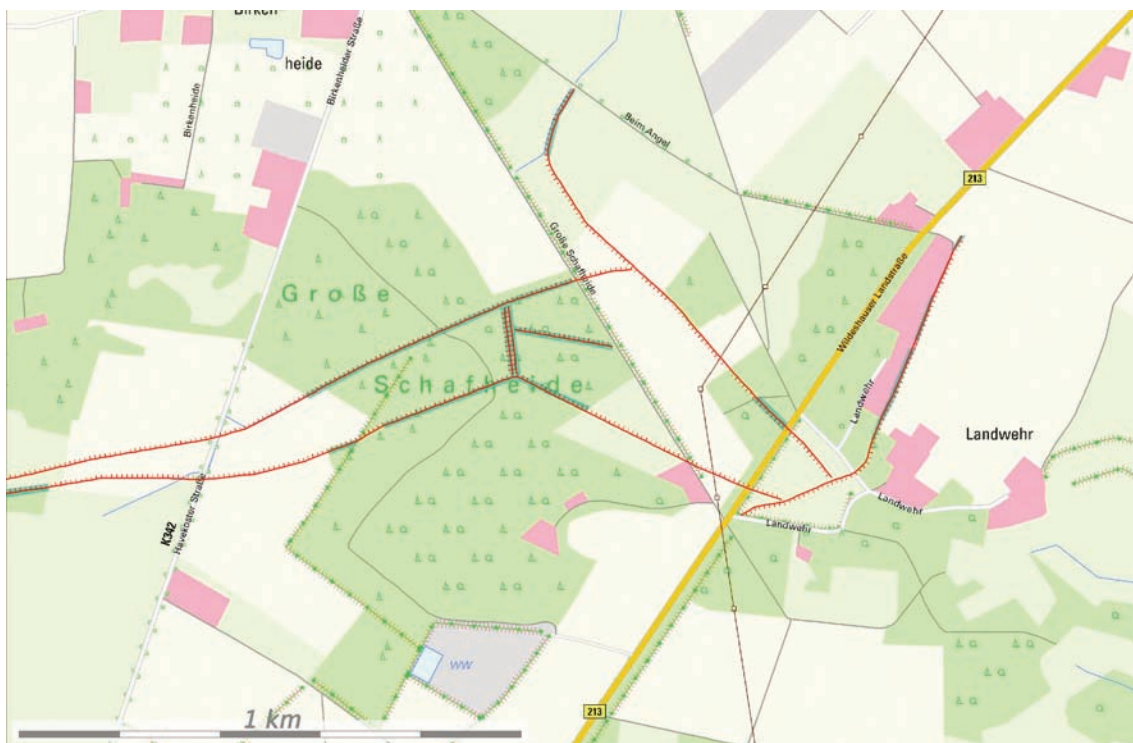 Birken
heide
Birkenheide
Birkenheider Straße
Beim Angel
213
Große Schafheide
Wildeshauser Landstraße
Große
Schafheide
Landwehr
Landwehr
Landwehr
Landwehr
K342
Havekoster Straße
WW
213
1 km